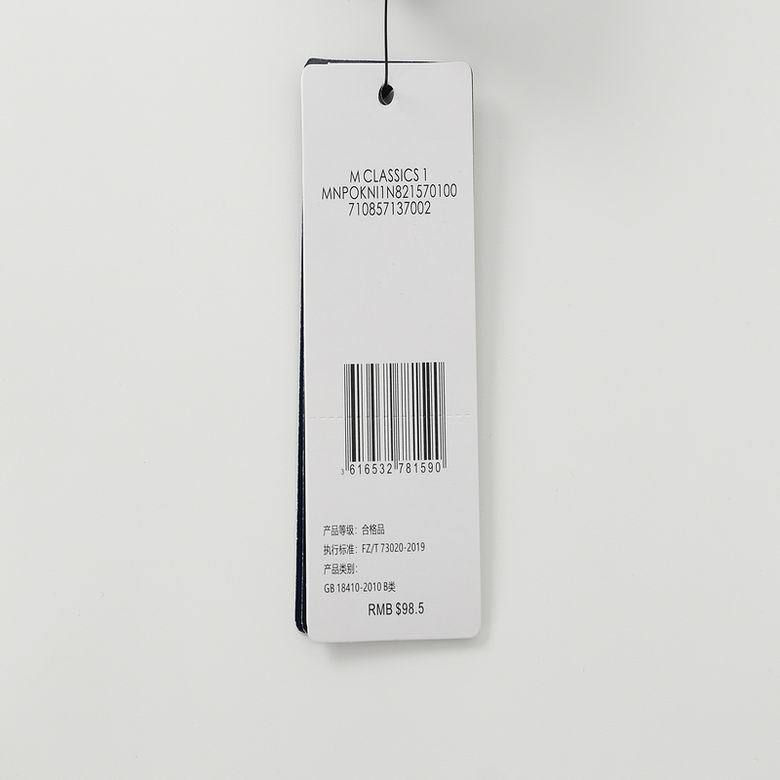 M CLASSICS 1
MNPOKNI1N821570100
710857137002
3 616532 781590
产品等级：合格品
执行标准：FZ/T 73020-2019
产品类别：
GB 18410-2010 B类
RMB $98.5